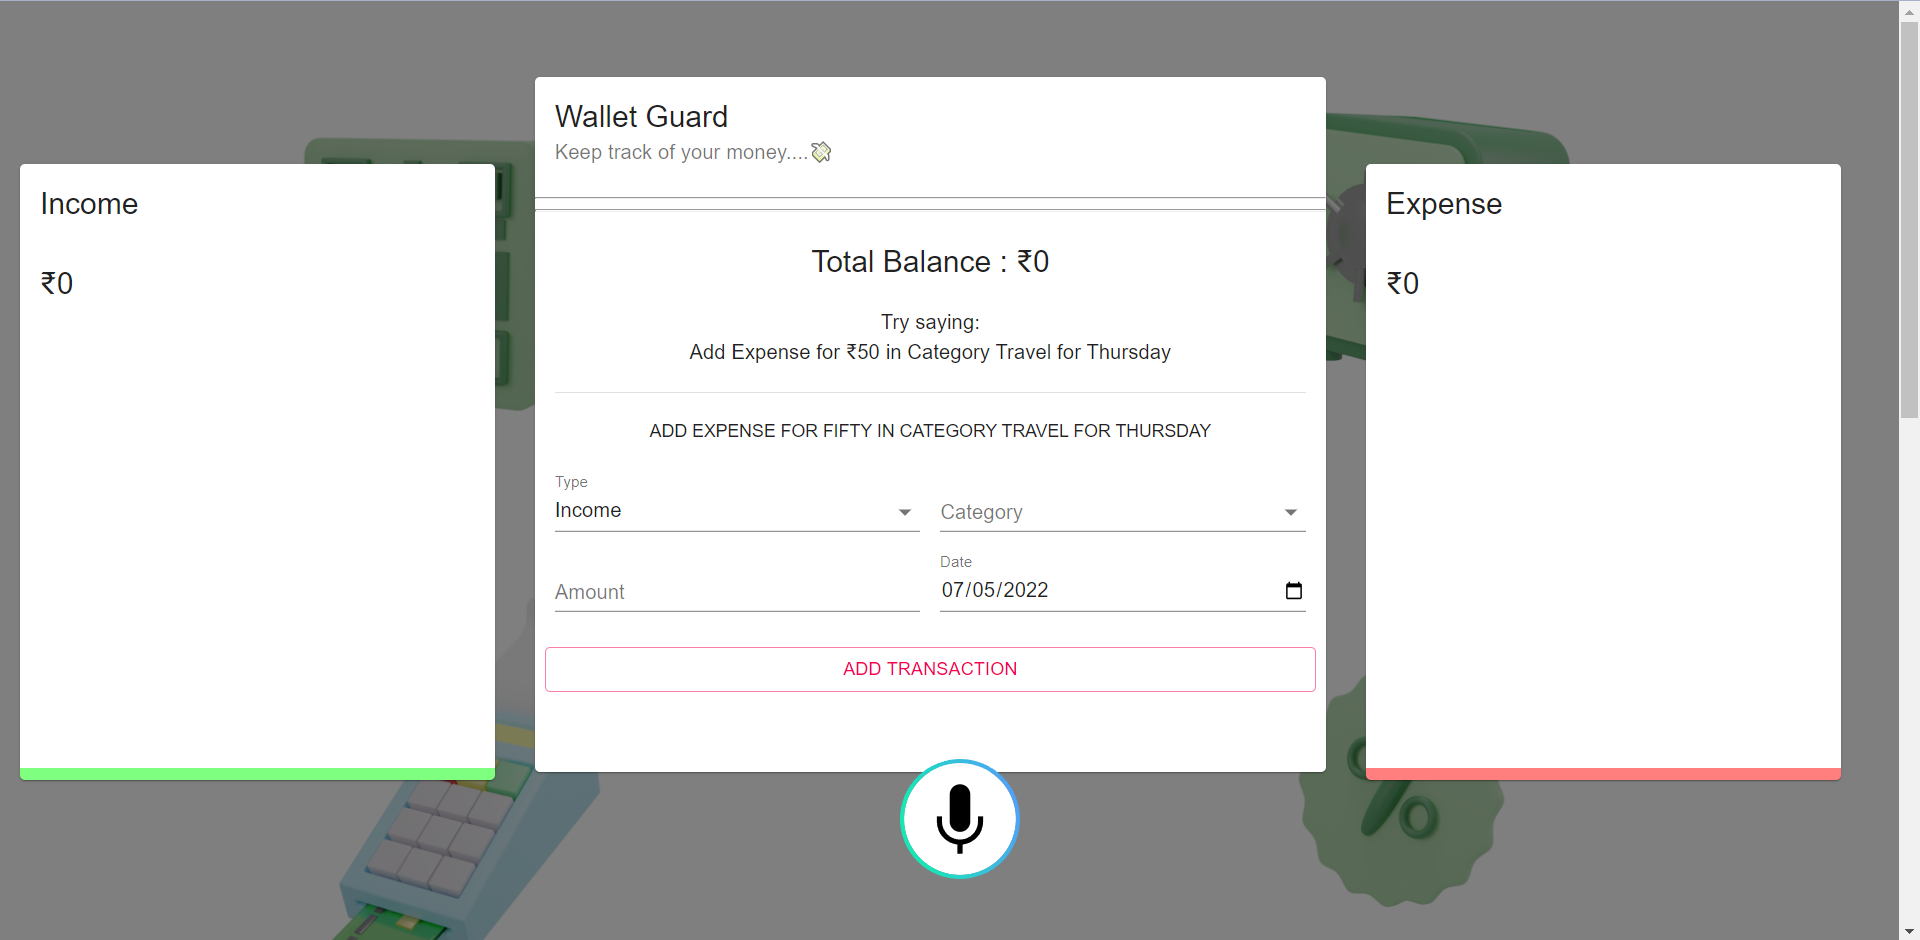 Wallet Guard
Keep track of your money....💸
Income
₹0
Total Balance : ₹0
Try saying:
Add Expense for ₹50 in Category Travel for Thursday
ADD EXPENSE FOR FIFTY IN CATEGORY TRAVEL FOR THURSDAY
Type
Income
Category
Amount
Date
07/05/2022
ADD TRANSACTION
Expense
₹0